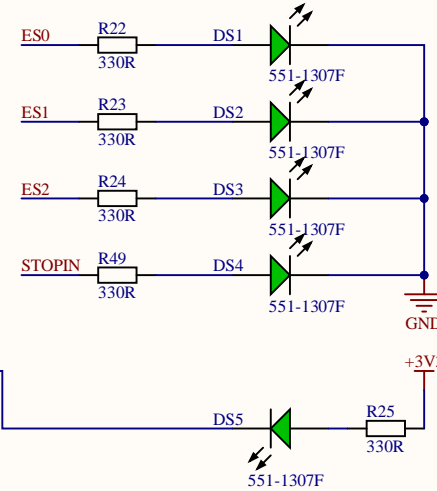 ES0 R22 DS1
330R 551-1307F
ES1 R23 DS2
330R 551-1307F
ES2 R24 DS3
330R 551-1307F
STOPIN R49 DS4
330R 551-1307F
GND
+3V
DS5 R25
330R
551-1307F